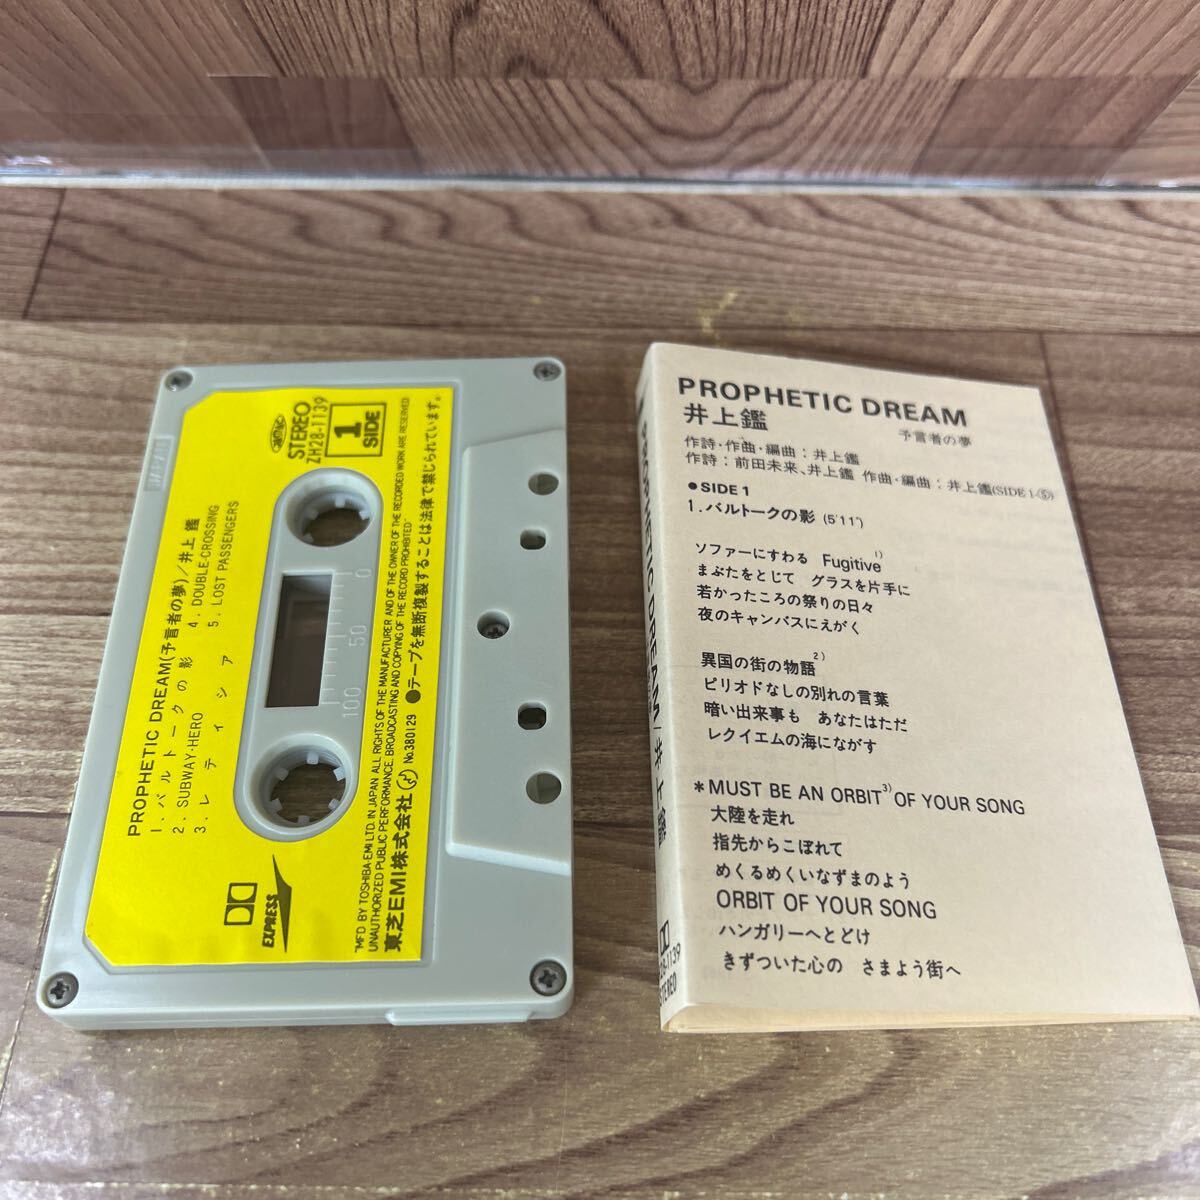 PROPHETIC DREAM(予言者の夢)/井上 鑑
1. バルトークの影
2. SUBWAY・HERO
3. レティシア
4. DOUBLE-CROSSING
5. LOST PASSENGERS
STEREO
ZH28-1139
1
SIDE
EXPRESS
"MFD BY TOSHIBA-EMI LTD. IN JAPAN ALL RIGHTS OF THE MANUFACTURER AND OF THE OWNER OF THE RECORDED WORK ARE RESERVED
UNAUTHORIZED PUBLIC PERFORMANCE, BROADCASTING AND COPYING OF THE RECORD PROHIBITED"
東芝EMI株式会社 No.380129 ●テープを無断複製することは法律で禁じられています。
0
50
100
JAPAN
PROPHETIC DREAM
井上鑑 予言者の夢
作詩・作曲・編曲:井上鑑
作詩:前田未来、井上鑑 作曲・編曲:井上鑑(SIDE 1-⑤)
●SIDE 1
1. バルトークの影 (5'11")
ソファーにすわる Fugitive 1)
まぶたをとじて グラスを片手に
若かったころの祭りの日々
夜のキャンバスにえがく
異国の街の物語 2)
ピリオドなしの別れの言葉
暗い出来事も あなたはただ
レクイエムの海にながす
*MUST BE AN ORBIT 3) OF YOUR SONG
大陸を走れ
指先からこぼれて
めくるめくいなずまのよう
ORBIT OF YOUR SONG
ハンガリーへとどけ
きずついた心の さまよう街へ
PROPHETIC DREAM/井上鑑
28-1139
STEREO